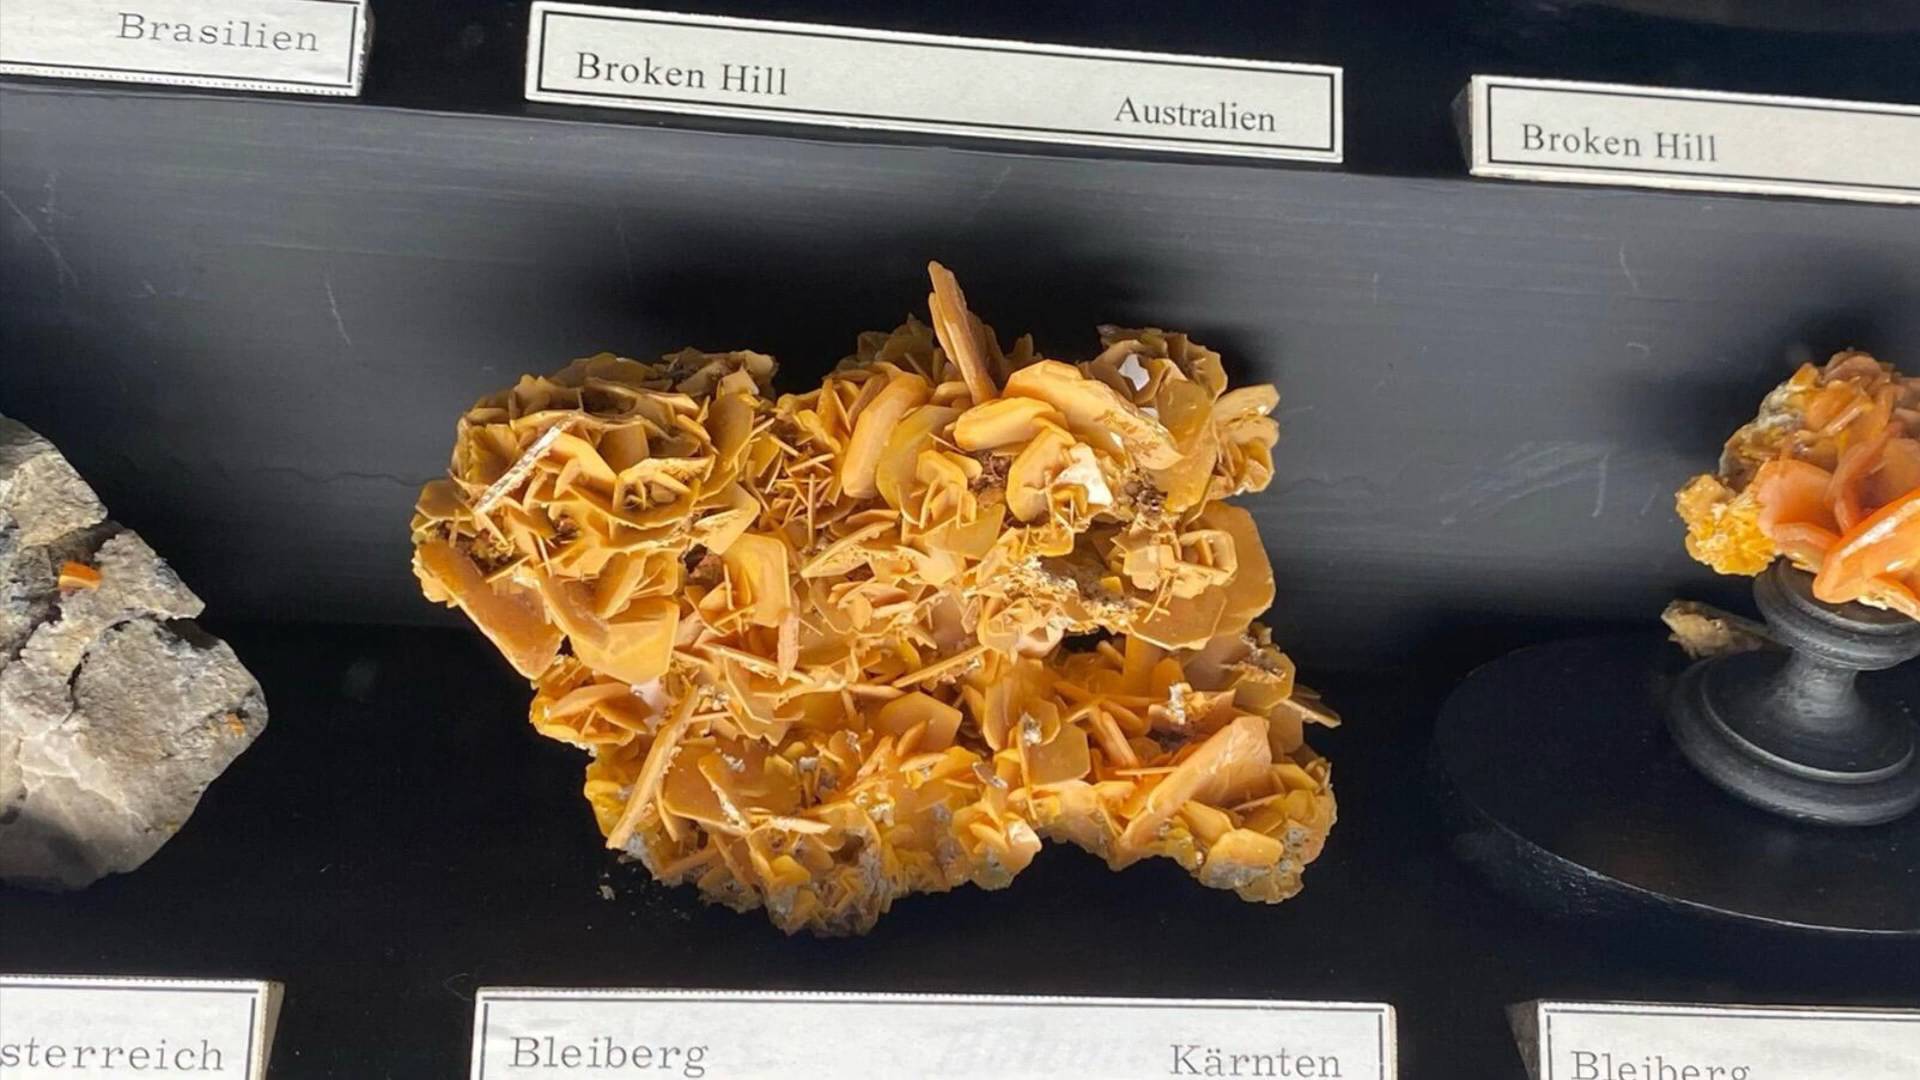 Brasilien
Broken Hill
Australien
Broken Hill
sterreich
Bleiberg Kärnten
Bleiberg